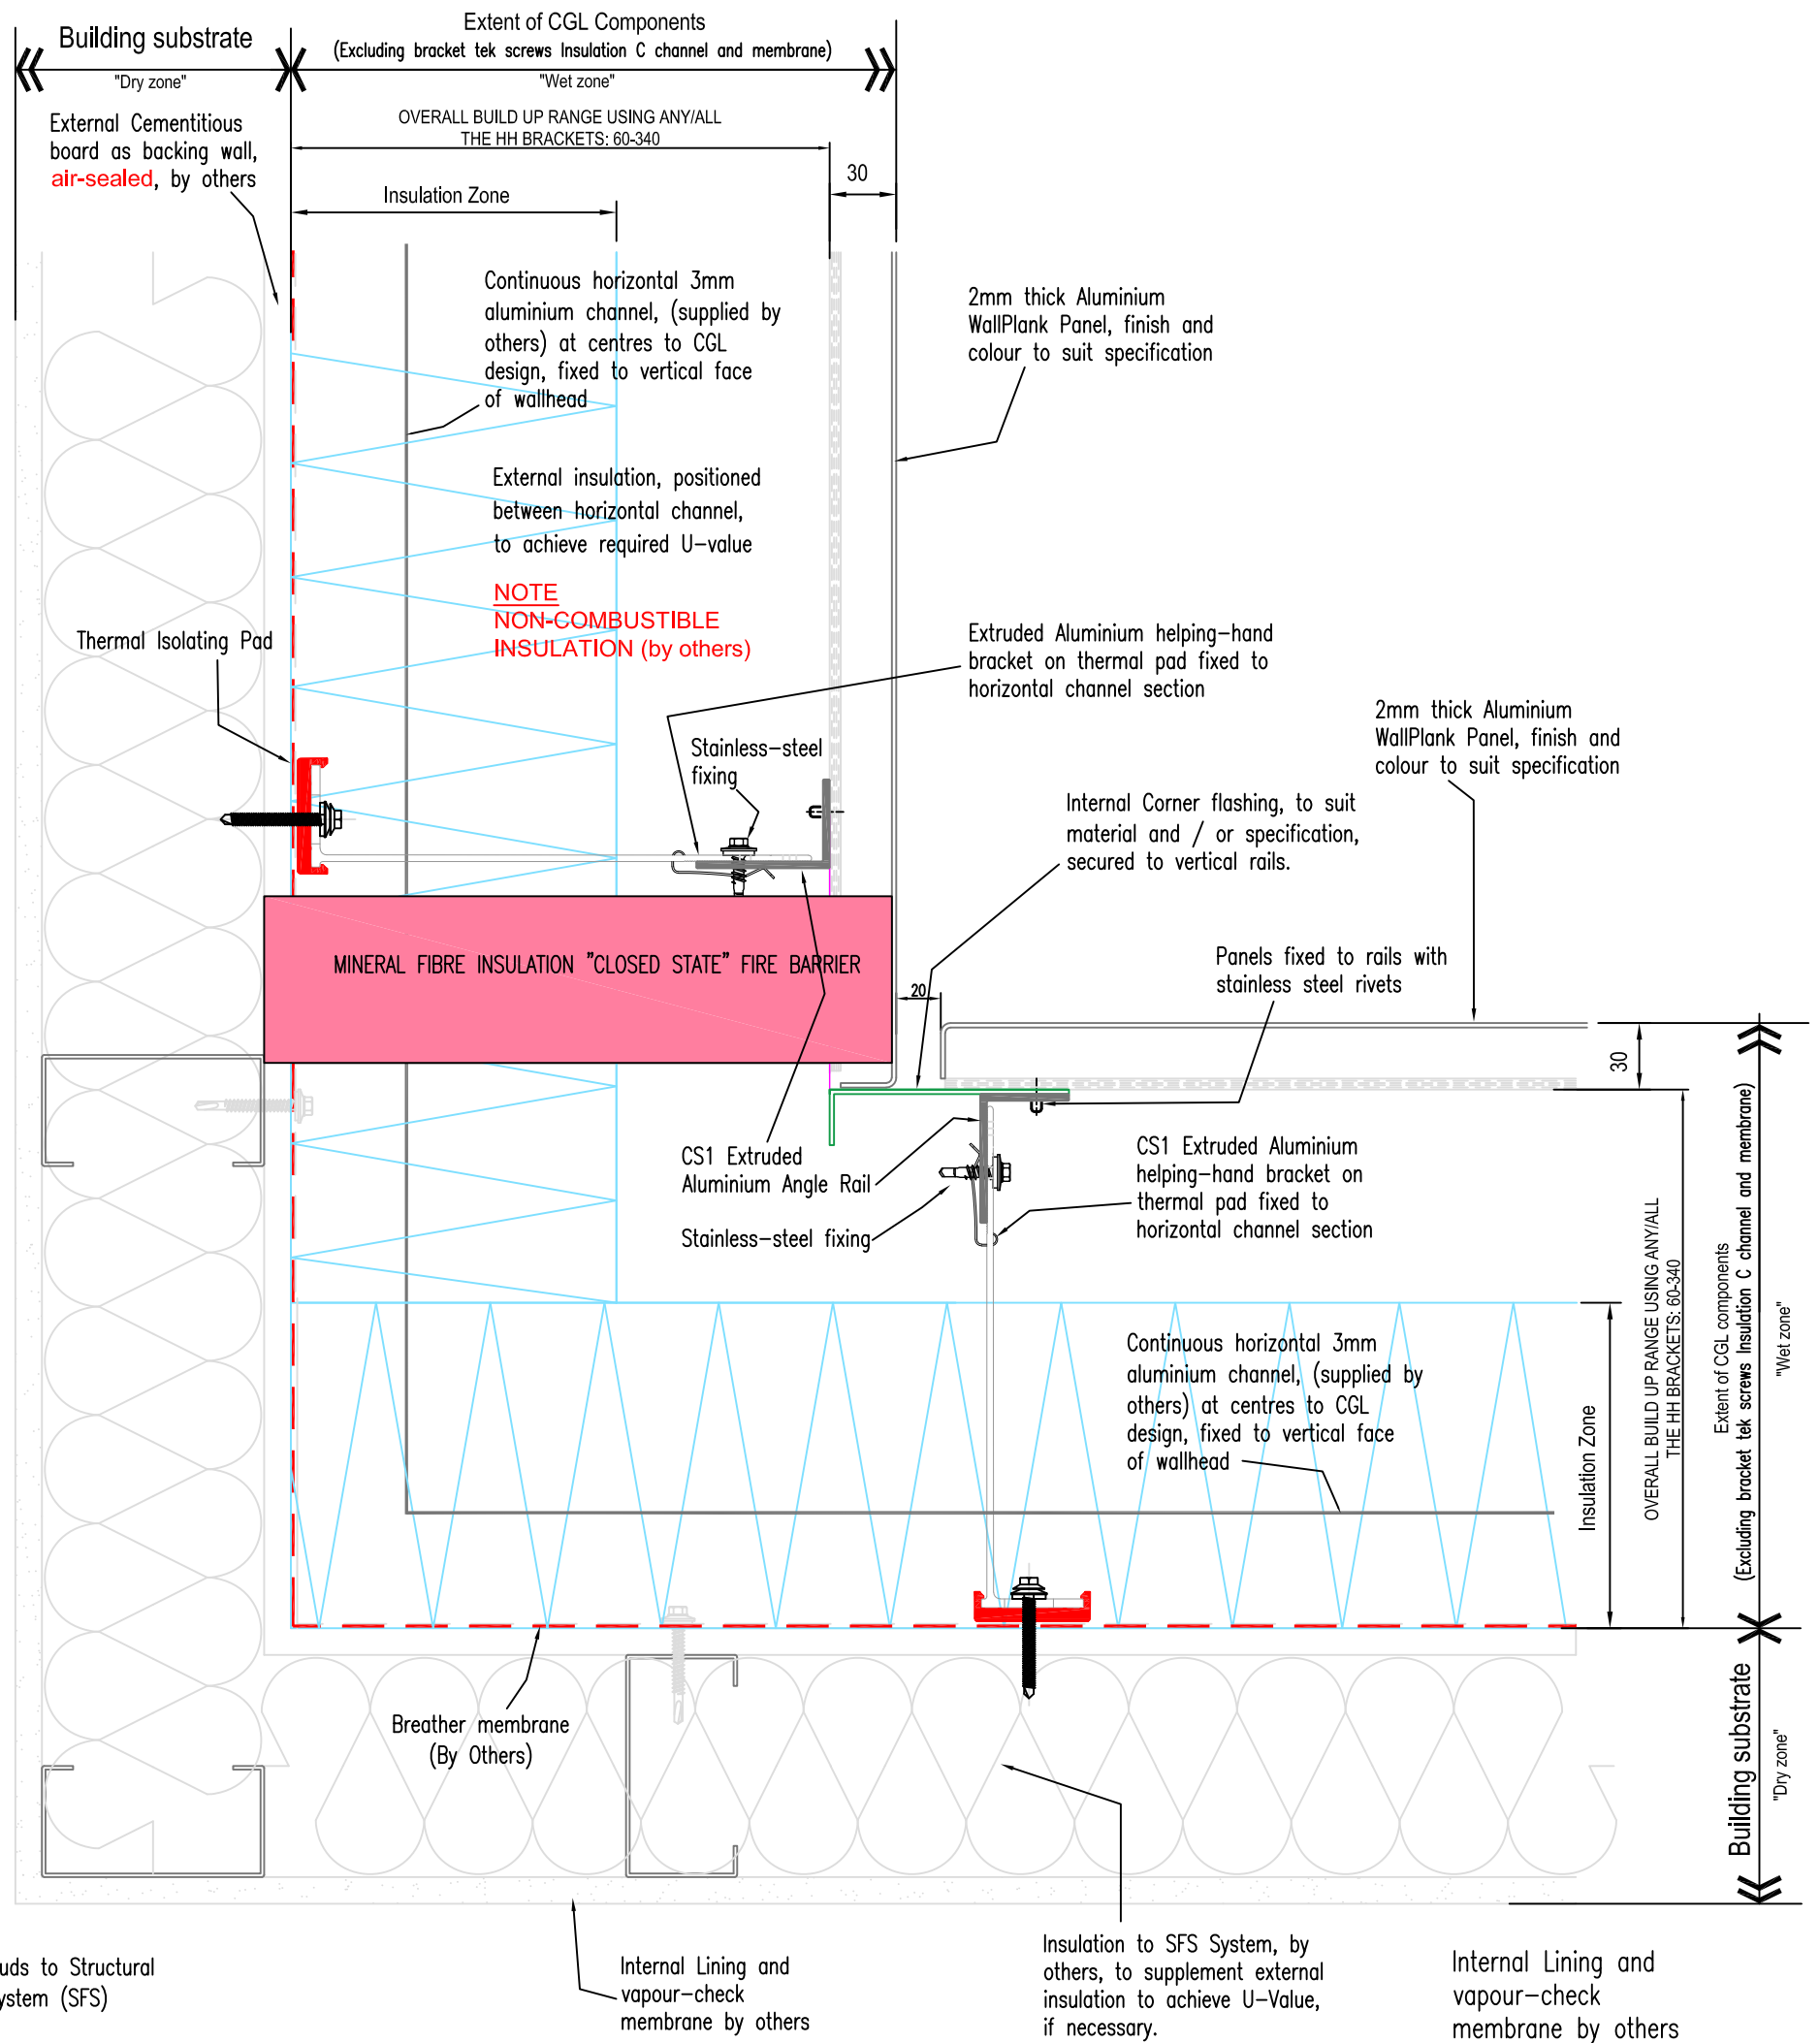 Building substrate
"Dry zone"
Extent of CGL Components
(Excluding bracket tek screws Insulation C channel and membrane)
"Wet zone"
OVERALL BUILD UP RANGE USING ANY/ALL
THE HH BRACKETS: 60-340
30
Insulation Zone
External Cementitious
board as backing wall,
air-sealed, by others
Continuous horizontal 3mm
aluminium channel, (supplied by
others) at centres to CGL
design, fixed to vertical face
of wallhead
2mm thick Aluminium
WallPlank Panel, finish and
colour to suit specification
External insulation, positioned
between horizontal channel,
to achieve required U-value
NOTE
NON-COMBUSTIBLE
INSULATION (by others)
Thermal Isolating Pad
Extruded Aluminium helping-hand
bracket on thermal pad fixed to
horizontal channel section
Stainless-steel
fixing
2mm thick Aluminium
WallPlank Panel, finish and
colour to suit specification
Internal Corner flashing, to suit
material and / or specification,
secured to vertical rails.
MINERAL FIBRE INSULATION "CLOSED STATE" FIRE BARRIER
Panels fixed to rails with
stainless steel rivets
20
30
CS1 Extruded
Aluminium Angle Rail
Stainless-steel fixing
CS1 Extruded Aluminium
helping-hand bracket on
thermal pad fixed to
horizontal channel section
Continuous horizontal 3mm
aluminium channel, (supplied by
others) at centres to CGL
design, fixed to vertical face
of wallhead
Insulation Zone
OVERALL BUILD UP RANGE USING ANY/ALL
THE HH BRACKETS: 60-340
Extent of CGL components
(Excluding bracket tek screws Insulation C channel and membrane)
"Wet zone"
Building substrate
"Dry zone"
Breather membrane
(By Others)
uds to Structural
ystem (SFS)
Internal Lining and
vapour-check
membrane by others
Insulation to SFS System, by
others, to supplement external
insulation to achieve U-Value,
if necessary.
Internal Lining and
vapour-check
membrane by others